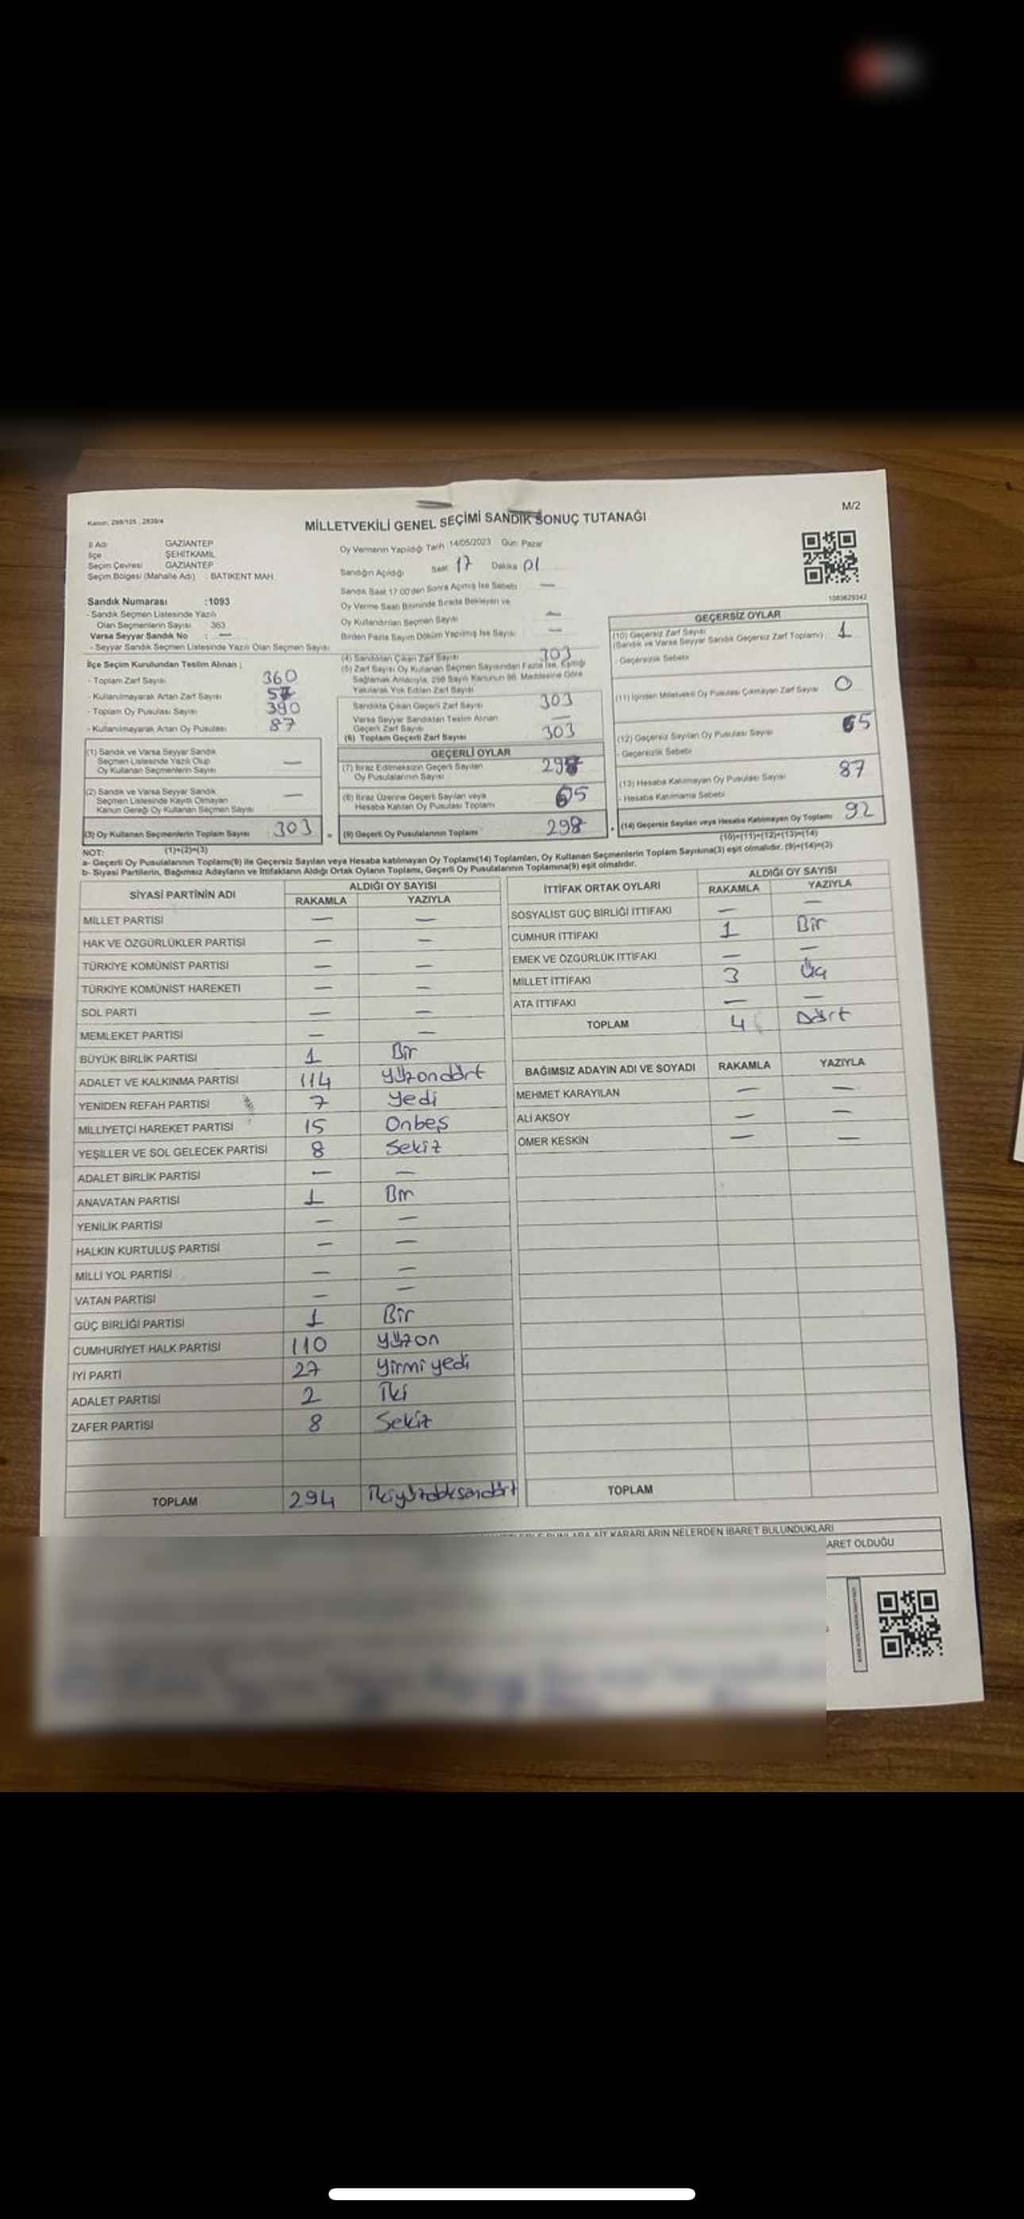 Kanun: 298/105 , 2839/4
M/2
MİLLETVEKİLİ GENEL SEÇİMİ SANDIK SONUÇ TUTANAĞI
İl Adı GAZİANTEP
İlçe ŞEHİTKAMİL
Seçim Çevresi GAZİANTEP
Seçim Bölgesi (Mahalle Adı) : BATIKENT MAH.
Oy Vermenin Yapıldığı Tarih 14/05/2023 Gün: Pazar
Sandığın Açıldığı Saat 17 Dakika 01
Sandık Saat 17.00'den Sonra Açılmış İse Sebebi —
Oy Verme Saati Bitiminde Sırada Bekleyen ve
Oy Kullandırılan Seçmen Sayısı —
Birden Fazla Sayım Döküm Yapılmış İse Sayısı —
Sandık Numarası :1093
- Sandık Seçmen Listesinde Yazılı
Olan Seçmenlerin Sayısı 363
Varsa Seyyar Sandık No : —
- Seyyar Sandık Seçmen Listesinde Yazılı Olan Seçmen Sayısı
İlçe Seçim Kurulundan Teslim Alınan ;
- Toplam Zarf Sayısı 360
- Kullanılmayarak Artan Zarf Sayısı
- Toplam Oy Pusulası Sayısı 390
- Kullanılmayarak Artan Oy Pusulası 87
(1) Sandık ve Varsa Seyyar Sandık
Seçmen Listesinde Yazılı Olup
Oy Kullanan Seçmenlerin Sayısı —
(2) Sandık ve Varsa Seyyar Sandık
Seçmen Listesinde Kayıtlı Olmayan
Kanun Gereği Oy Kullanan Seçmen Sayısı —
(3) Oy Kullanan Seçmenlerin Toplam Sayısı 303
(1)+(2)=(3)
(4) Sandıktan Çıkan Zarf Sayısı 303
(5) Zarf Sayısı Oy Kullanan Seçmen Sayısından Fazla İse, Eşitliği
Sağlamak Amacıyla, 298 Sayılı Kanunun 98. Maddesine Göre
Yakılarak Yok Edilen Zarf Sayısı
Sandıkta Çıkan Geçerli Zarf Sayısı 303
Varsa Seyyar Sandıktan Teslim Alınan
Geçerli Zarf Sayısı —
(6) Toplam Geçerli Zarf Sayısı 303
GEÇERLİ OYLAR
(7) İtiraz Edilmeksizin Geçerli Sayılan
Oy Pusulalarının Sayısı 298
(8) İtiraz Üzerine Geçerli Sayılan veya
Hesaba Katılan Oy Pusulası Toplamı
(9) Geçerli Oy Pusulalarının Toplamı 298
1083629342
GEÇERSİZ OYLAR
(10) Geçersiz Zarf Sayısı
(Sandık ve Varsa Seyyar Sandık Geçersiz Zarf Toplamı) : 1
- Geçersizlik Sebebi
(11) İçinden Milletvekili Oy Pusulası Çıkmayan Zarf Sayısı 0
(12) Geçersiz Sayılan Oy Pusulası Sayısı
- Geçersizlik Sebebi
(13) Hesaba Katılmayan Oy Pusulası Sayısı 87
- Hesaba Katılmama Sebebi
(14) Geçersiz Sayılan veya Hesaba Katılmayan Oy Toplamı 92
(10)+(11)+(12)+(13)=(14)
NOT:
a- Geçerli Oy Pusulalarının Toplamı(9) ile Geçersiz Sayılan veya Hesaba katılmayan Oy Toplamı(14) Toplamları, Oy Kullanan Seçmenlerin Toplam Sayısına(3) eşit olmalıdır. (9)+(14)=(3)
b- Siyasi Partilerin, Bağımsız Adayların ve İttifakların Aldığı Ortak Oyların Toplamı, Geçerli Oy Pusulalarının Toplamına(9) eşit olmalıdır.
SİYASİ PARTİNİN ADI ALDIĞI OY SAYISI
RAKAMLA YAZIYLA
MİLLET PARTİSİ — —
HAK VE ÖZGÜRLÜKLER PARTİSİ — —
TÜRKİYE KOMÜNİST PARTİSİ — —
TÜRKİYE KOMÜNİST HAREKETİ — —
SOL PARTİ — —
MEMLEKET PARTİSİ — —
BÜYÜK BİRLİK PARTİSİ 1 Bir
ADALET VE KALKINMA PARTİSİ 114 yüzondört
YENİDEN REFAH PARTİSİ 7 yedi
MİLLİYETÇİ HAREKET PARTİSİ 15 Onbeş
YEŞİLLER VE SOL GELECEK PARTİSİ 8 Sekiz
ADALET BİRLİK PARTİSİ — —
ANAVATAN PARTİSİ 1 Bir
YENİLİK PARTİSİ — —
HALKIN KURTULUŞ PARTİSİ — —
MİLLİ YOL PARTİSİ — —
VATAN PARTİSİ — —
GÜÇ BİRLİĞİ PARTİSİ 1 Bir
CUMHURİYET HALK PARTİSİ 110 yüzon
İYİ PARTİ 27 yirmi yedi
ADALET PARTİSİ 2 İki
ZAFER PARTİSİ 8 Sekiz
TOPLAM 294 ikiyüzdoksandört
İTTİFAK ORTAK OYLARI ALDIĞI OY SAYISI
RAKAMLA YAZIYLA
SOSYALİST GÜÇ BİRLİĞİ İTTİFAKI — —
CUMHUR İTTİFAKI 1 Bir
EMEK VE ÖZGÜRLÜK İTTİFAKI — —
MİLLET İTTİFAKI 3 Üç
ATA İTTİFAKI — —
TOPLAM 4 Dört
BAĞIMSIZ ADAYIN ADI VE SOYADI RAKAMLA YAZIYLA
MEHMET KARAYILAN — —
ALİ AKSOY — —
ÖMER KESKİN — —
TOPLAM
KARARLARIN NELERDEN İBARET BULUNDUKLARI
ARET OLDUĞU